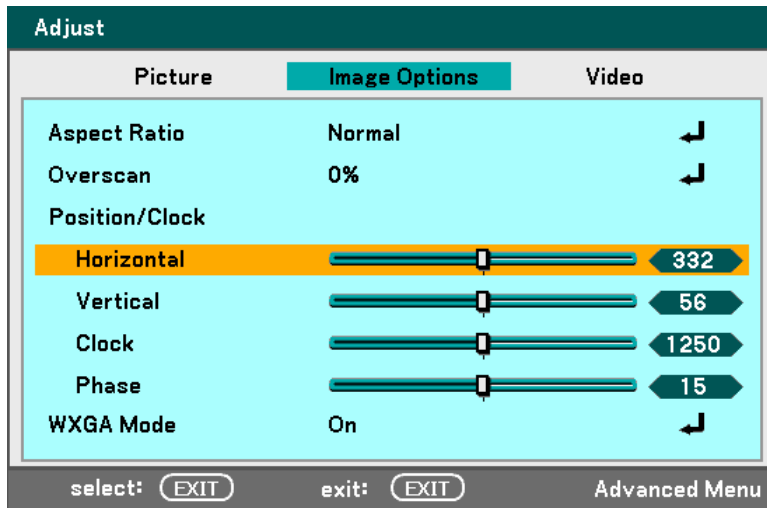 Adjust
Picture Image Options Video
Aspect Ratio Normal
Overscan 0%
Position/Clock
Horizontal 332
Vertical 56
Clock 1250
Phase 15
WXGA Mode On
select: EXIT exit: EXIT Advanced Menu